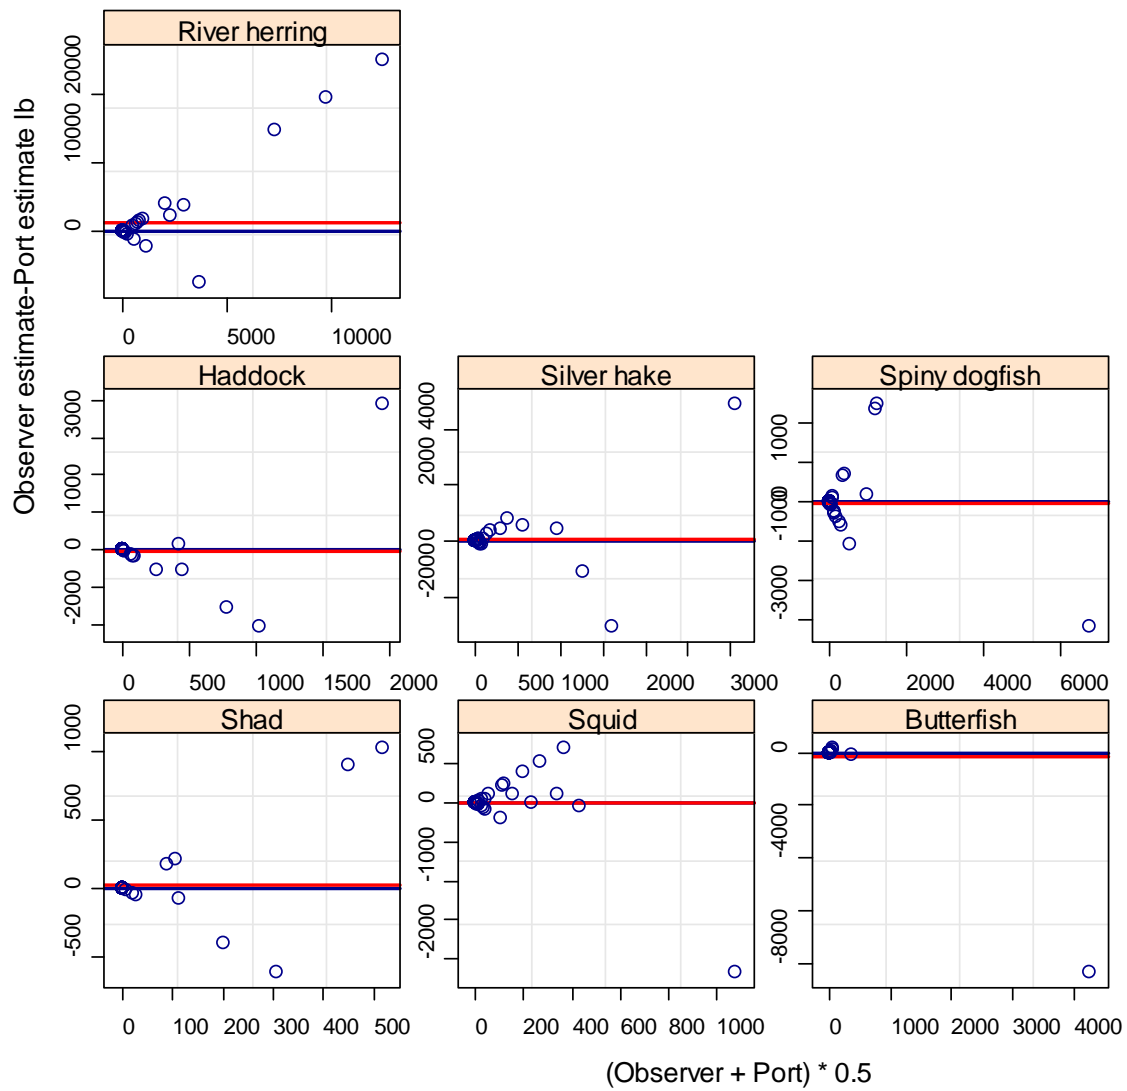 River herring
Observer estimate-Port estimate lb
20000
10000
0
0 5000 10000
Haddock Silver hake Spiny dogfish
3000
1000
0
-2000
4000
2000
0
-2000
1000
-1000
-3000
0 500 1000 1500 2000
0 500 1000 3000
0 2000 4000 6000
Shad Squid Butterfish
1000
500
0
-500
500
0
-1000
-2000
0
-4000
-8000
0 100 200 300 400 500
0 200 400 600 800 1000
0 1000 2000 3000 4000
(Observer + Port) * 0.5